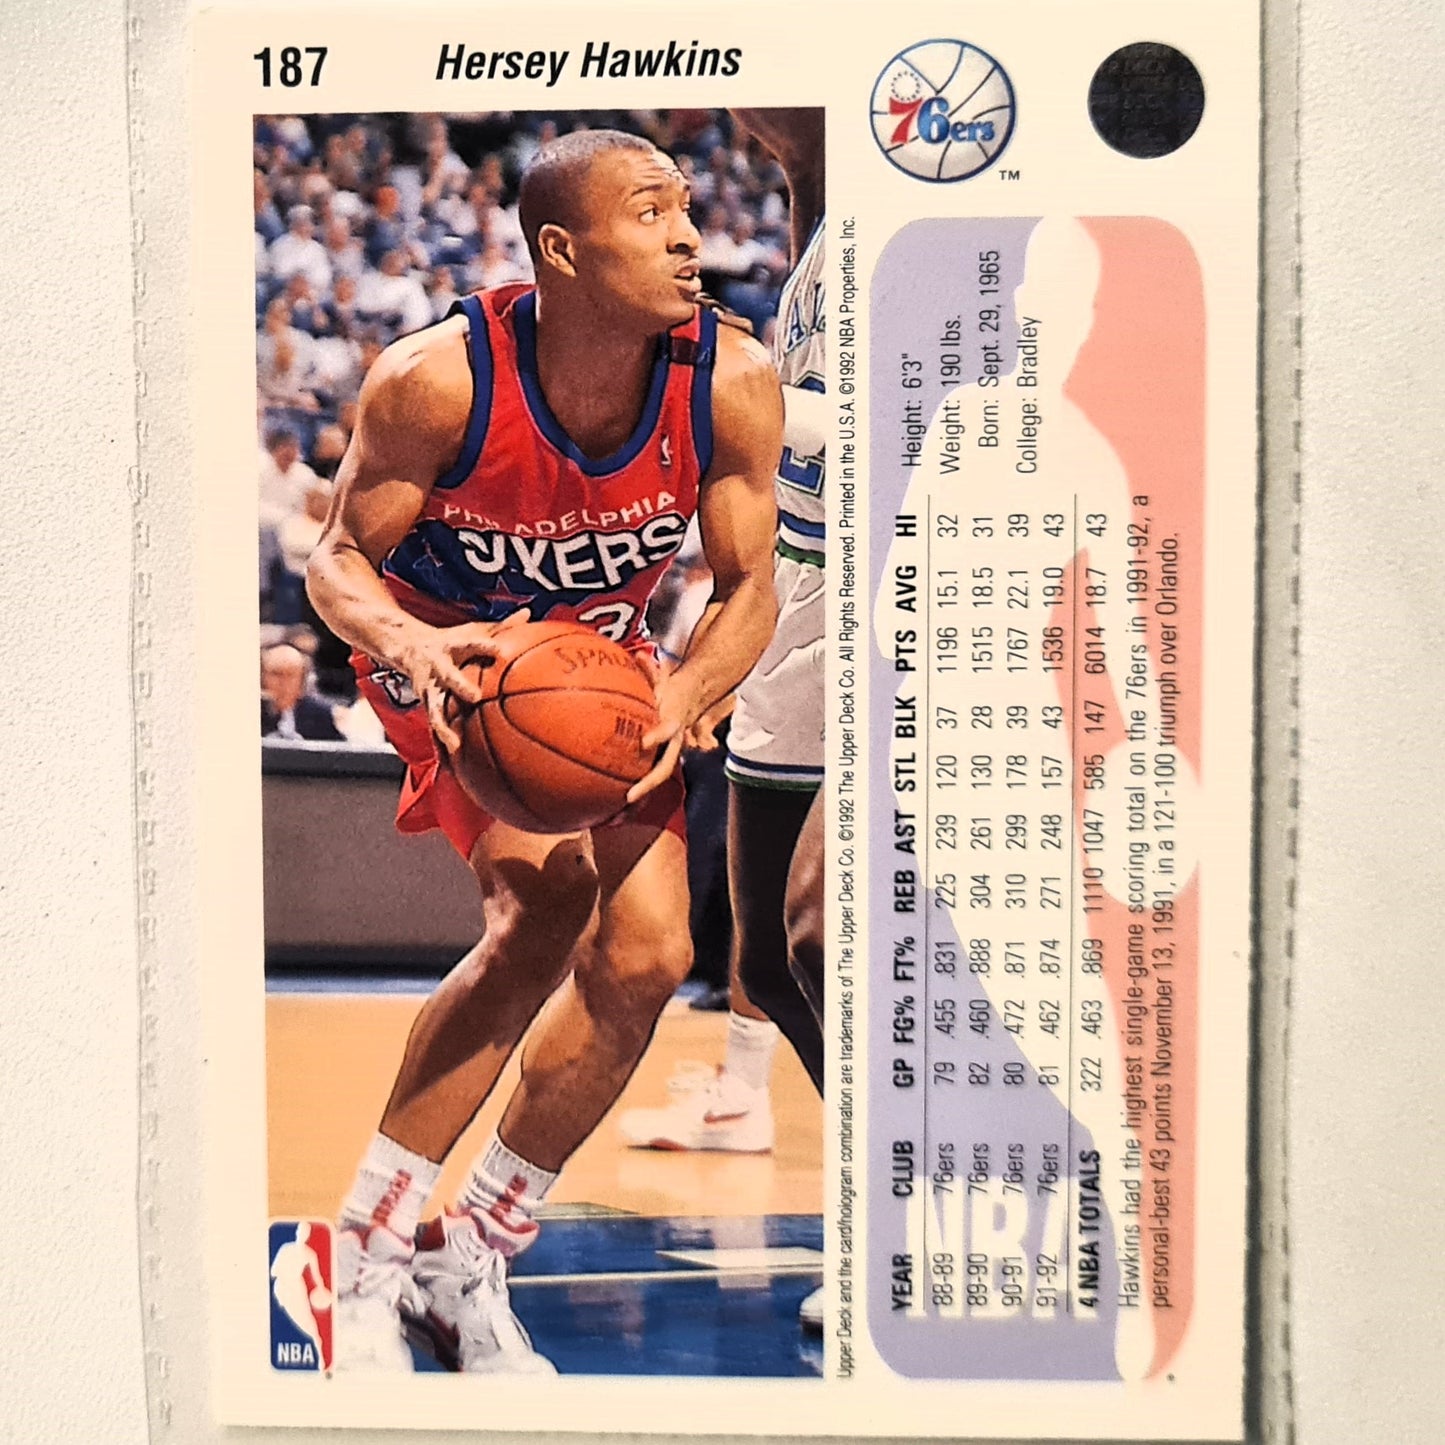 187
Hersey Hawkins
76ers
TM
PHILADELPHIA
SIXERS
3
SPALDING
NBA
NBA
Upper Deck and the card/hologram combination are trademarks of The Upper Deck Co. ©1992 The Upper Deck Co. All Rights Reserved. Printed in the U.S.A. ©1992 NBA Properties, Inc.
Height: 6'3"
Weight: 190 lbs.
Born: Sept. 29, 1965
College: Bradley
YEAR CLUB GP FG% FT% REB AST STL BLK PTS AVG HI
88-89 76ers 79 .455 .831 225 239 120 37 1196 15.1 32
89-90 76ers 82 .460 .888 304 261 130 28 1515 18.5 31
90-91 76ers 80 .472 .871 310 299 178 39 1767 22.1 39
91-92 76ers 81 .462 .874 271 248 157 43 1536 19.0 43
4 NBA TOTALS 322 .463 .869 1110 1047 585 147 6014 18.7 43
Hawkins had the highest single-game scoring total on the 76ers in 1991-92, a
personal-best 43 points November 13, 1991, in a 121-100 triumph over Orlando.
NBA